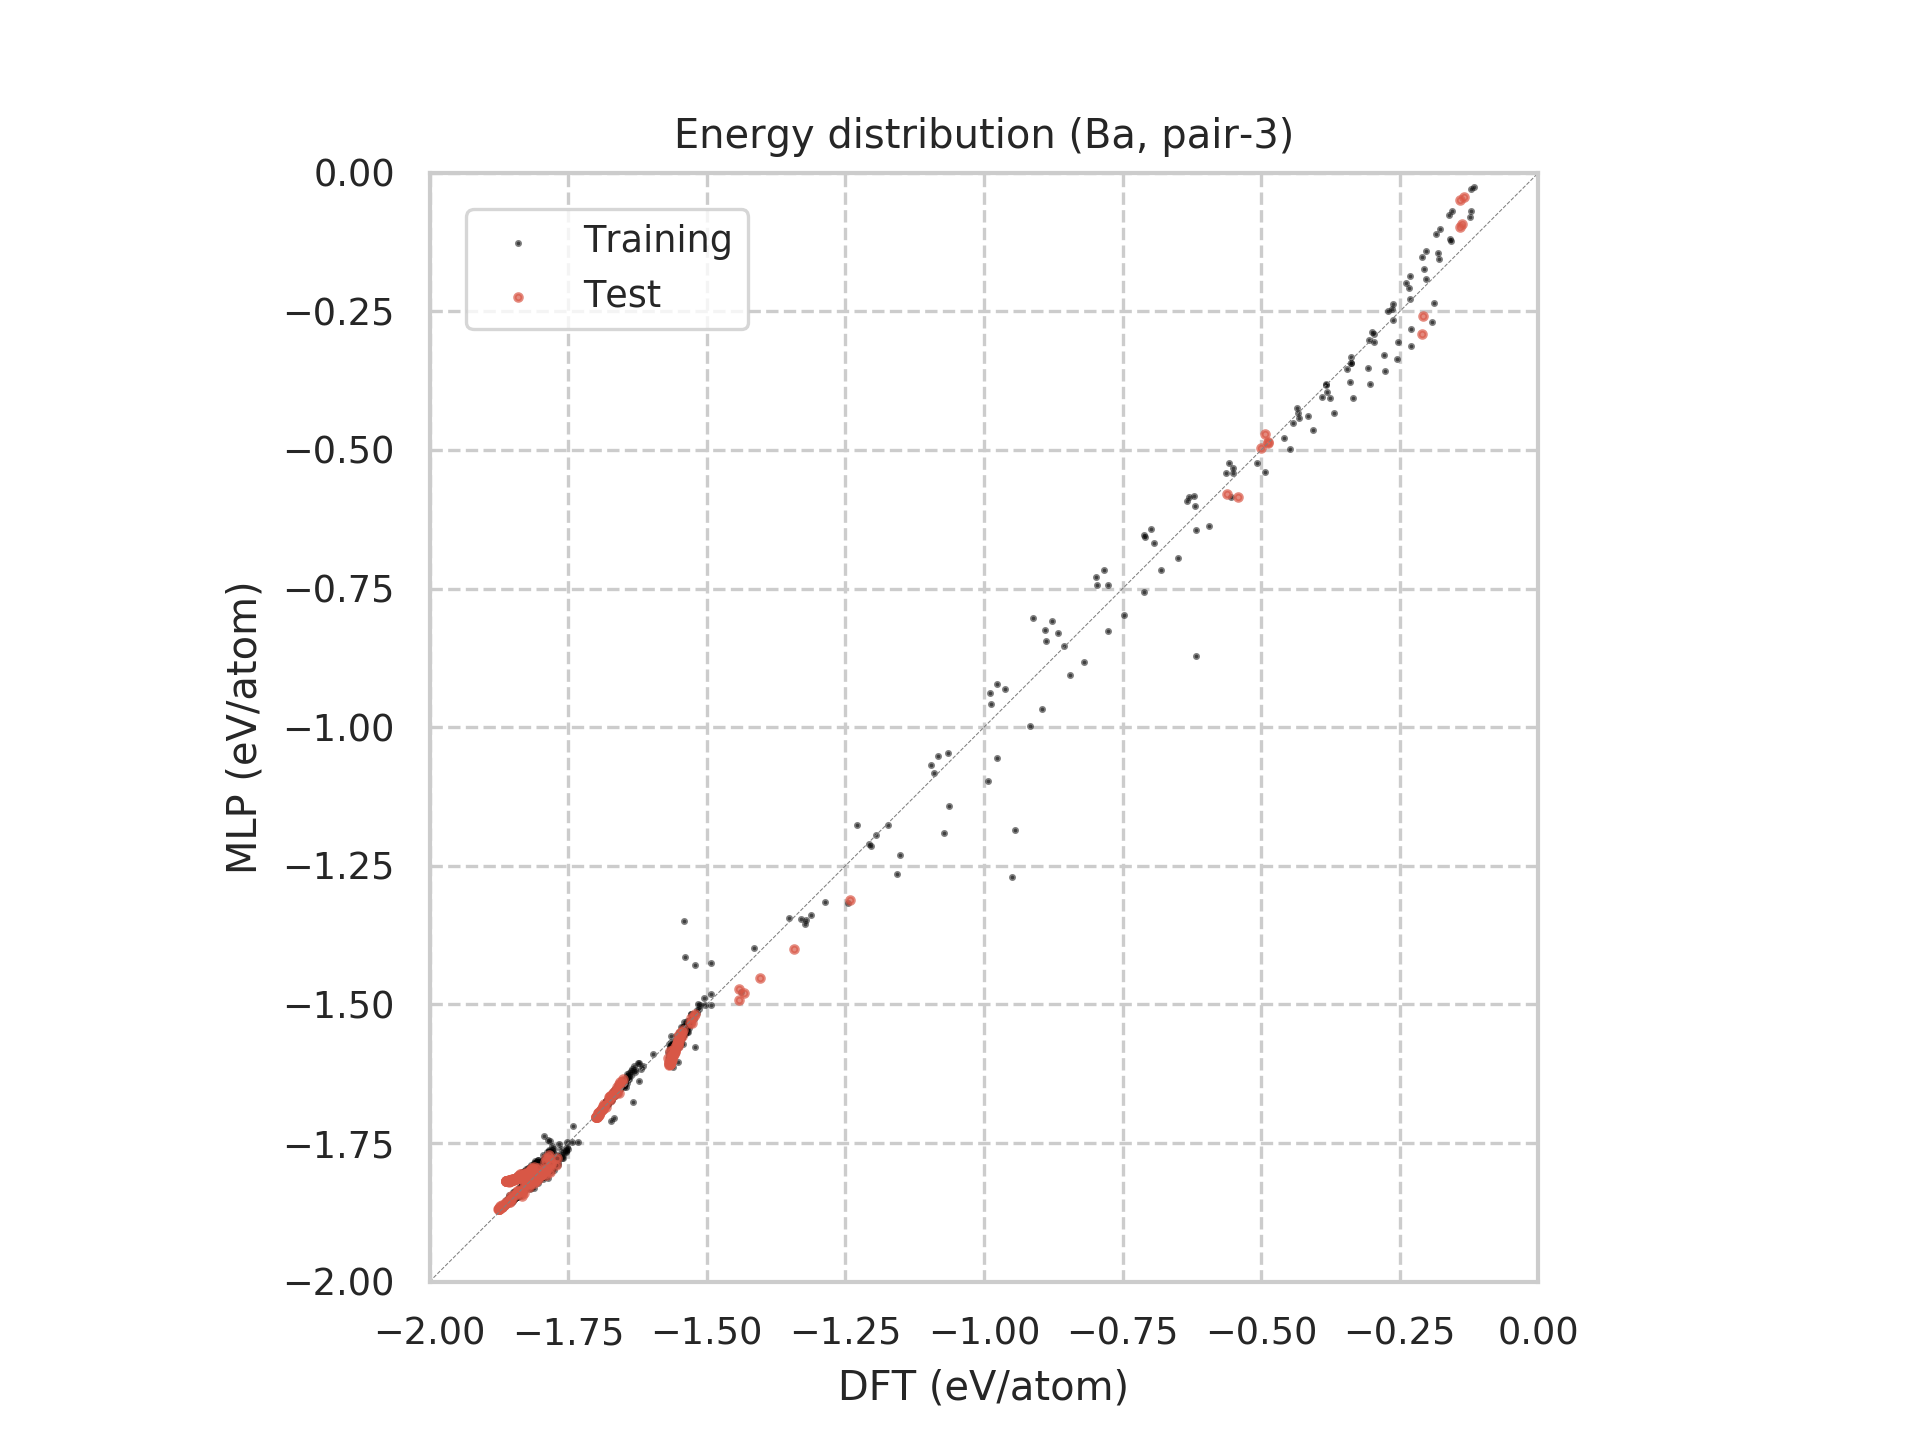 Energy distribution (Ba, pair-3)
0.00
Training
Test
−0.25
−0.50
−0.75
−1.00
−1.25
−1.50
−1.75
−2.00
MLP (eV/atom)
−2.00 −1.75 −1.50 −1.25 −1.00 −0.75 −0.50 −0.25 0.00
DFT (eV/atom)